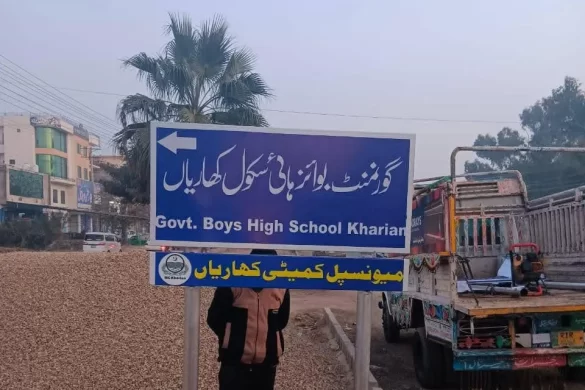 گورنمنٹ بوائز ہائی سکول کھاریاں
Govt. Boys High School Kharian
میونسپل کمیٹی کھاریاں